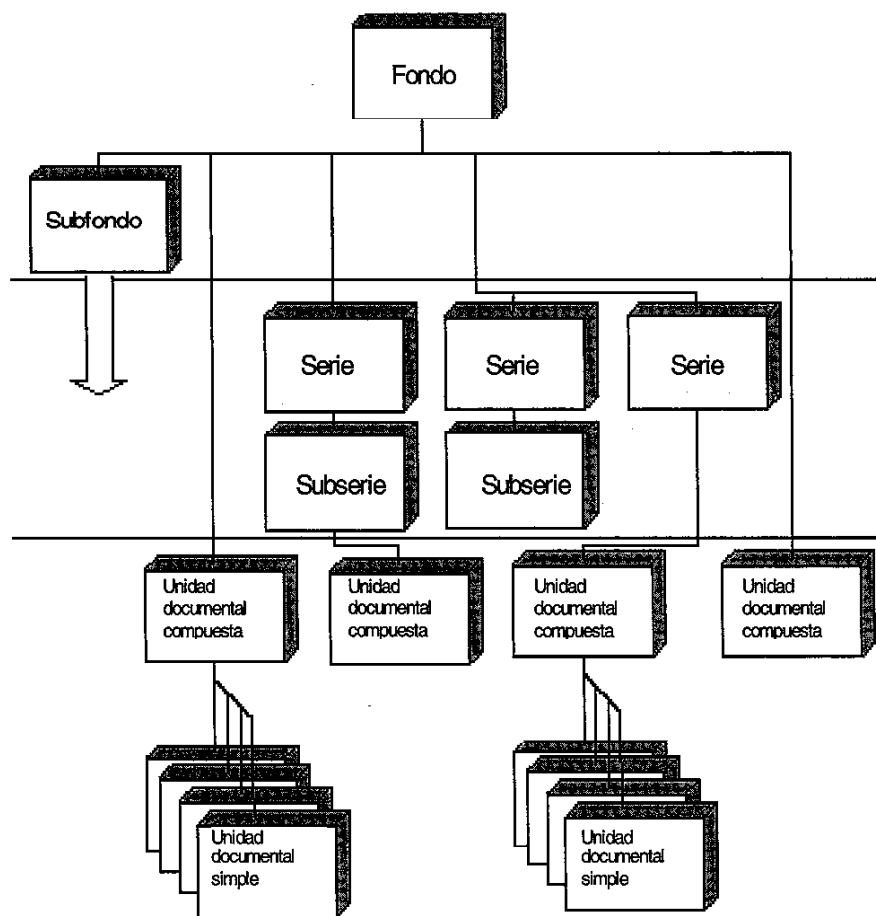 Fondo
Subfondo
Serie
Serie
Serie
Subserie
Subserie
Unidad
documental
compuesta
Unidad
documental
compuesta
Unidad
documental
compuesta
Unidad
documental
compuesta
Unidad
documental
simple
Unidad
documental
simple